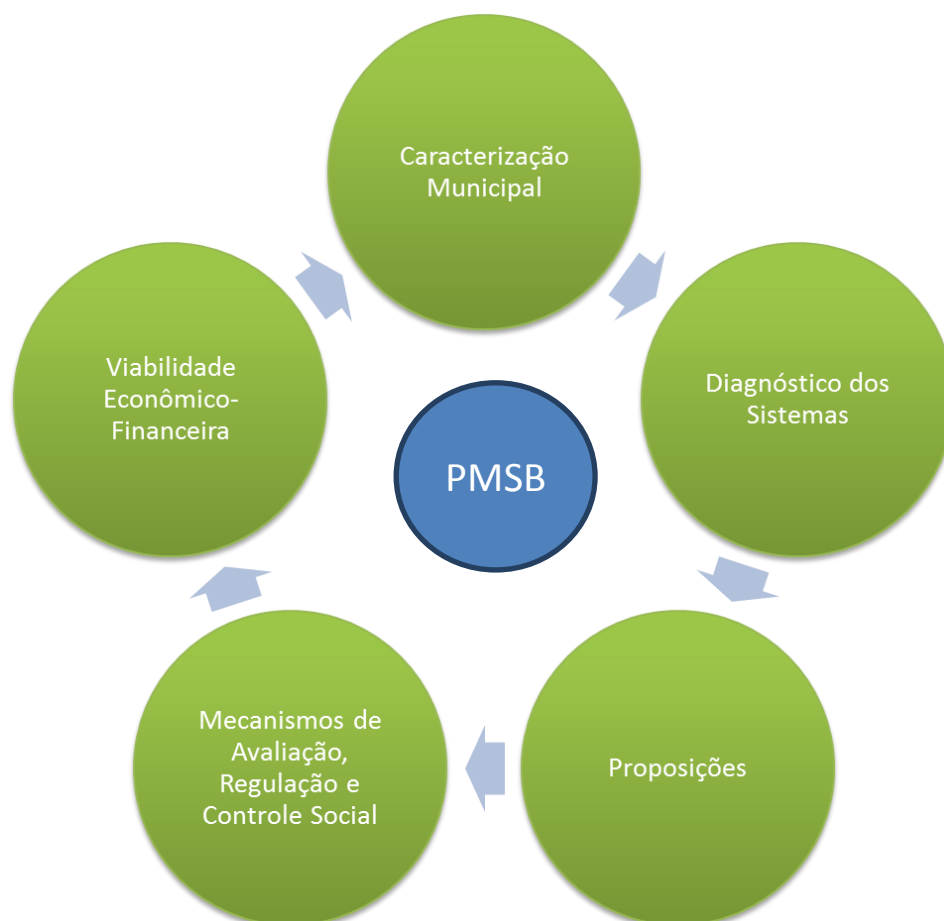 Caracterização
Municipal
Viabilidade
Econômico-
Financeira
Diagnóstico dos
Sistemas
PMSB
Mecanismos de
Avaliação,
Regulação e
Controle Social
Proposições